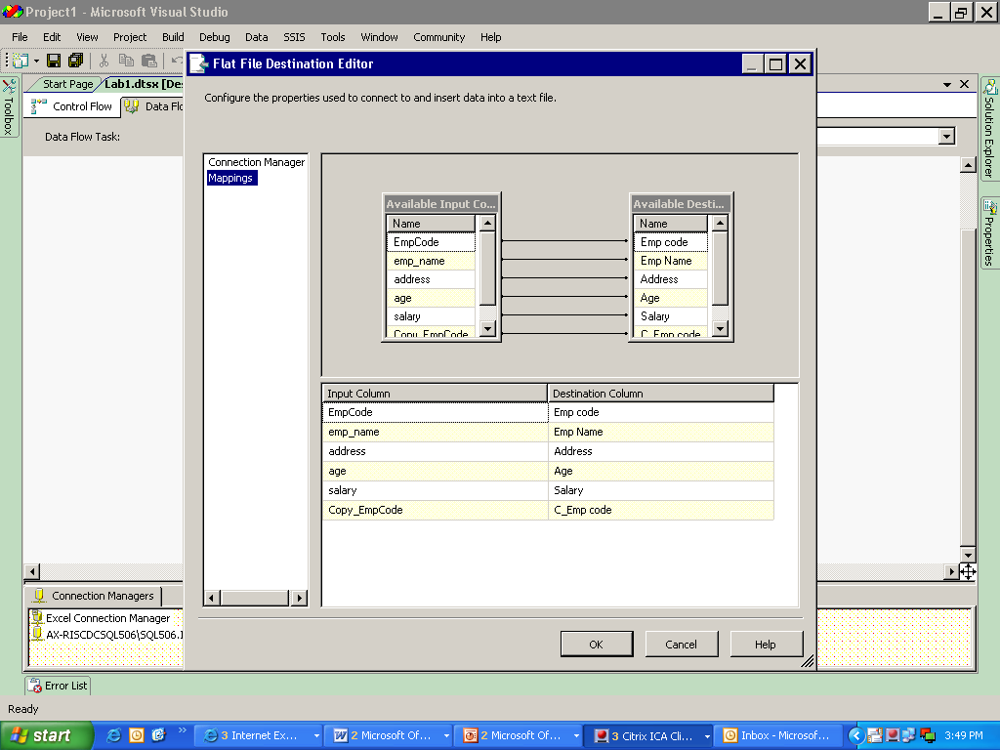 Project1 - Microsoft Visual Studio
File Edit View Project Build Debug Data SSIS Tools Window Community Help
Flat File Destination Editor
Start Page Lab1.dtsx [De
Control Flow Data Flo
Toolbox
Solution Explorer
Properties
Data Flow Task:
Configure the properties used to connect to and insert data into a text file.
Connection Manager
Mappings
Available Input Co... Available Desti...
Name Name
EmpCode Emp code
emp_name Emp Name
address Address
age Age
salary Salary
Copy_EmpCode C_Emp code
Input Column Destination Column
EmpCode Emp code
emp_name Emp Name
address Address
age Age
salary Salary
Copy_EmpCode C_Emp code
Connection Managers
Excel Connection Manager
AX-RISCDCSQL506\SQL506.
OK Cancel Help
Error List
Ready
start 3 Internet Ex... 2 Microsoft Of... 2 Microsoft Of... 3 Citrix ICA Cli... Inbox - Microsof... 3:49 PM